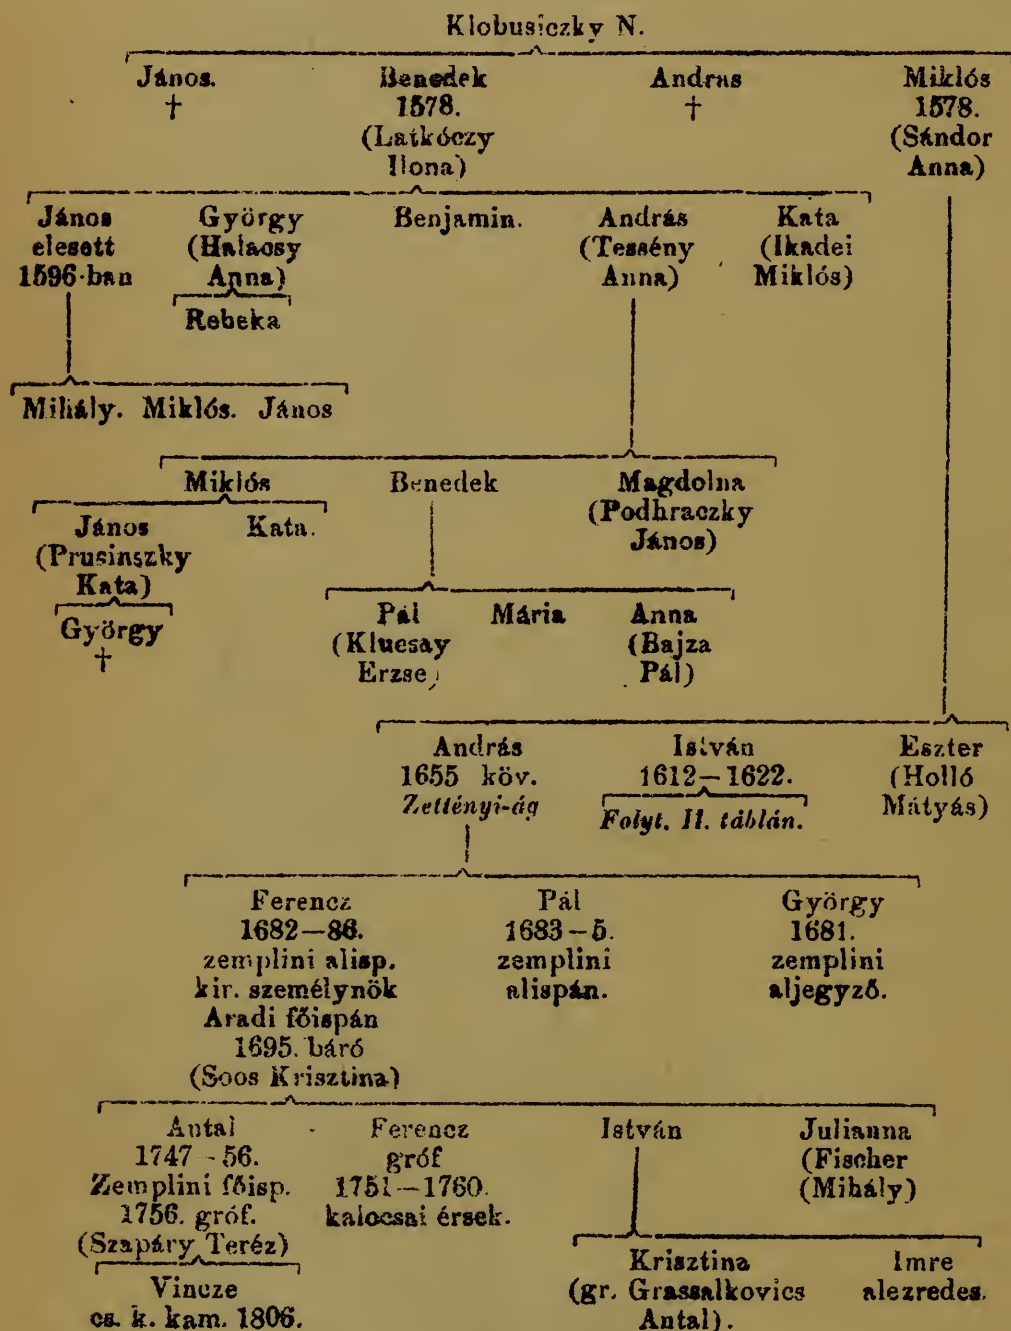 Klobusiczky N.
János. Benedek Andras Miklós
† 1578. † 1578.
(Latkóczy (Sándor
Ilona) Anna)
János György Benjamin. András Kata
elesett (Halacsy (Tessény (Ikadei
1596-ban Anna) Anna) Miklós)
Rebeka
Mihály. Miklós. János
Miklós Benedek Magdolna
(Podhraczky
János)
János Kata.
(Prusinszky
Kata)
György
†
Pál Mária Anna
(Klucsay (Bajza
Erzse) Pál)
András István Eszter
1655 köv. 1612–1622. (Holló
Zettényi-ág Folyt. II. táblán. Mátyás)
Ferencz Pál György
1682–86. 1683–5. 1681.
zemplini alisp. zemplini zemplini
kir. személynök alispán. aljegyző.
Aradi főispán
1695. báró
(Soos Krisztina)
Antal Ferencz István Julianna
1747–56. gróf (Fischer
Zemplini főisp. 1751–1760. (Mihály)
1756. gróf. kalocsai érsek.
(Szapáry Teréz)
Vincze
cs. k. kam. 1806.
Krisztina Imre
(gr. Grassalkovics alezredes.
Antal).